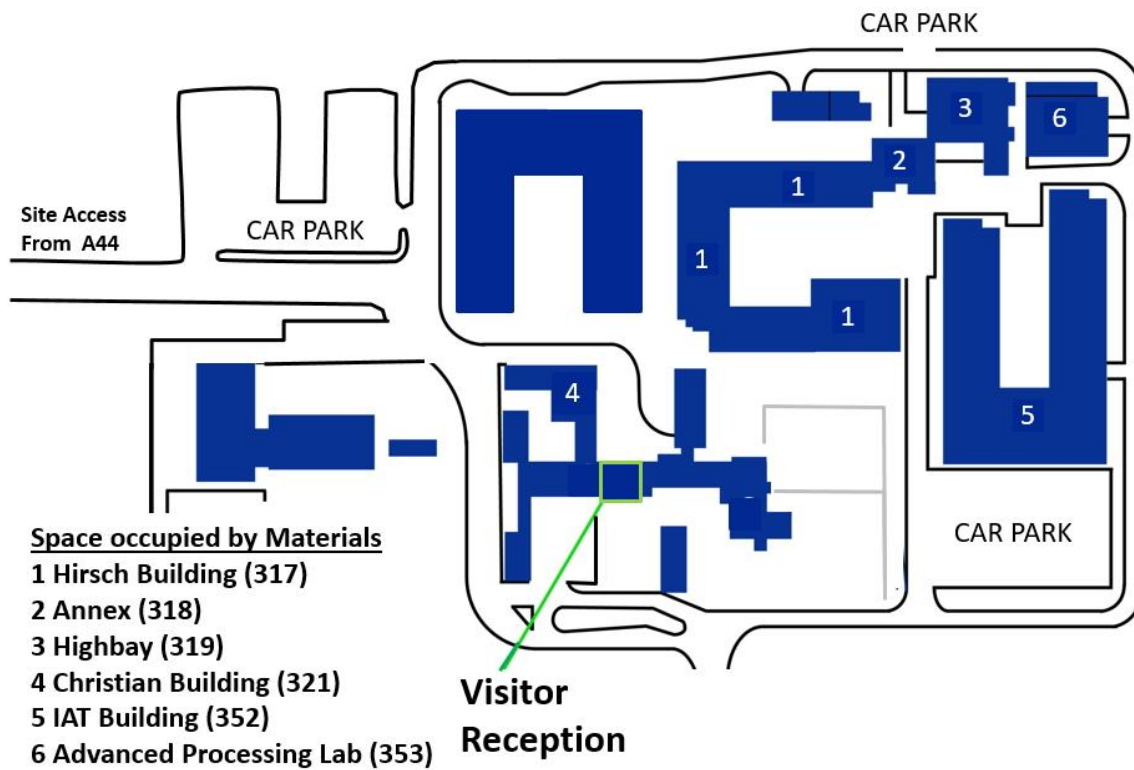 CAR PARK
3
6
2
1
Site Access
From A44
CAR PARK
1
1
4
5
CAR PARK
Space occupied by Materials
1 Hirsch Building (317)
2 Annex (318)
3 Highbay (319)
4 Christian Building (321)
5 IAT Building (352)
6 Advanced Processing Lab (353)
Visitor
Reception